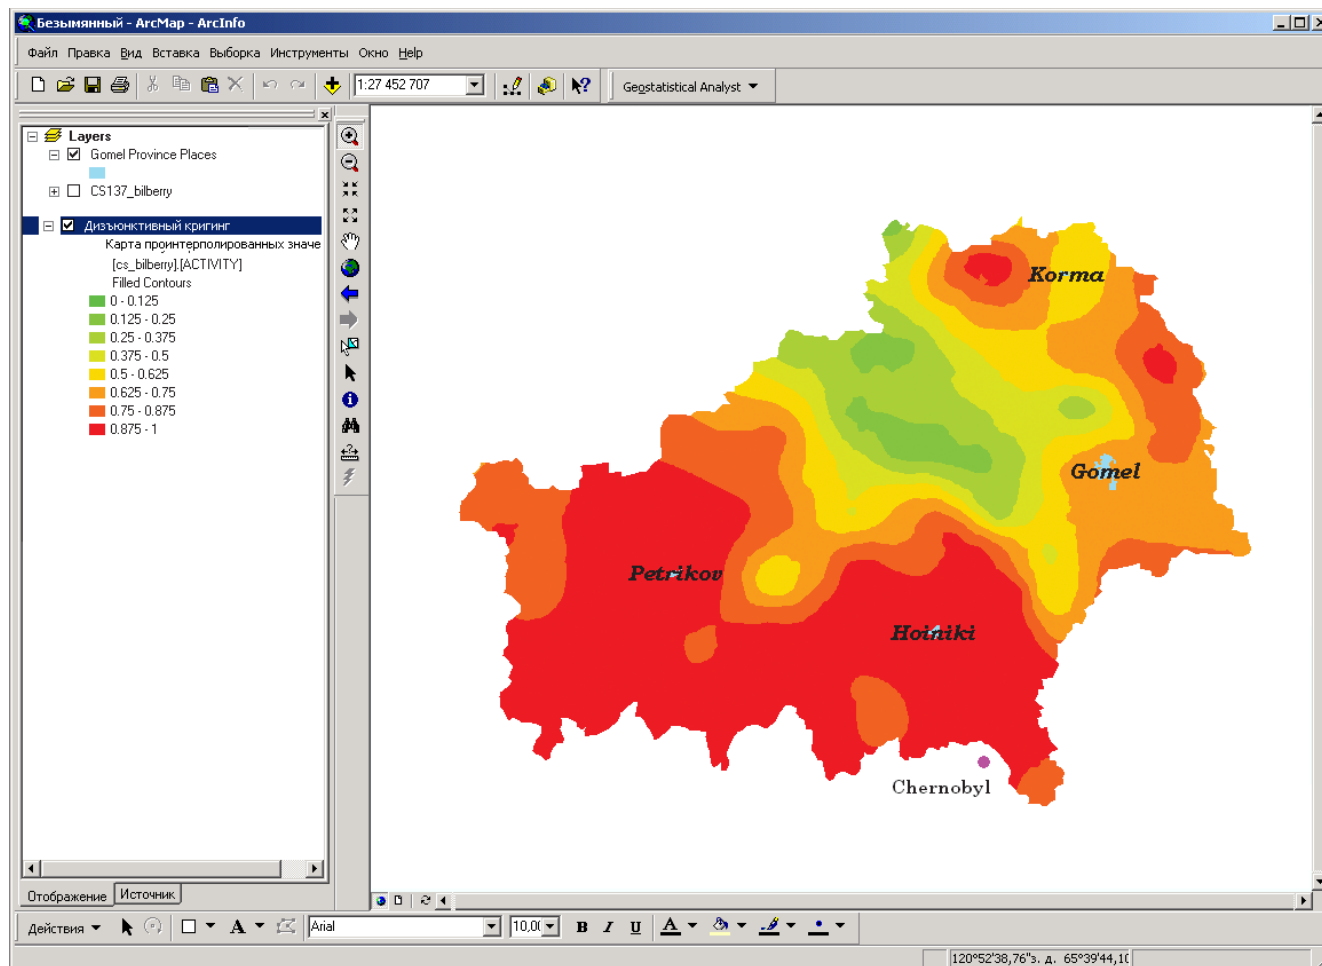 Безымянный - ArcMap - ArcInfo
Файл Правка Вид Вставка Выборка Инструменты Окно Help
1:27 452 707 Geostatistical Analyst
Layers
Gomel Province Places
CS137_bilberry
Дизъюнктивный кригинг
Карта проинтерполированных значе
[cs_bilberry].[ACTIVITY]
Filled Contours
0 - 0.125
0.125 - 0.25
0.25 - 0.375
0.375 - 0.5
0.5 - 0.625
0.625 - 0.75
0.75 - 0.875
0.875 - 1
Korma
Gomel
Petrikov
Hoiniki
Chernobyl
Отображение Источник
Действия A Arial 10,00 B I U A
120°52'38,76"з. д. 65°39'44,10